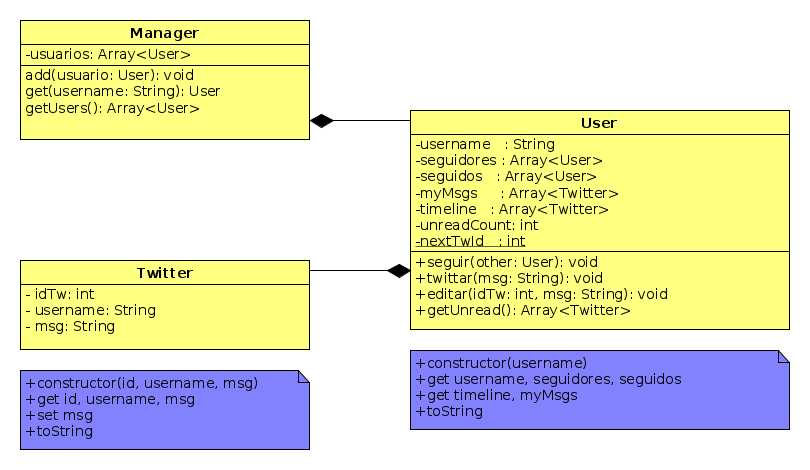 Manager
-usuarios: Array<User>
add(usuario: User): void
get(username: String): User
getUsers(): Array<User>
User
-username : String
-seguidores : Array<User>
-seguidos : Array<User>
-myMsgs : Array<Twitter>
-timeline : Array<Twitter>
-unreadCount: int
-nextTwId : int
+seguir(other: User): void
+twittar(msg: String): void
+editar(idTw: int, msg: String): void
+getUnread(): Array<Twitter>
Twitter
- idTw: int
- username: String
- msg: String
+constructor(id, username, msg)
+get id, username, msg
+set msg
+toString
+constructor(username)
+get username, seguidores, seguidos
+get timeline, myMsgs
+toString